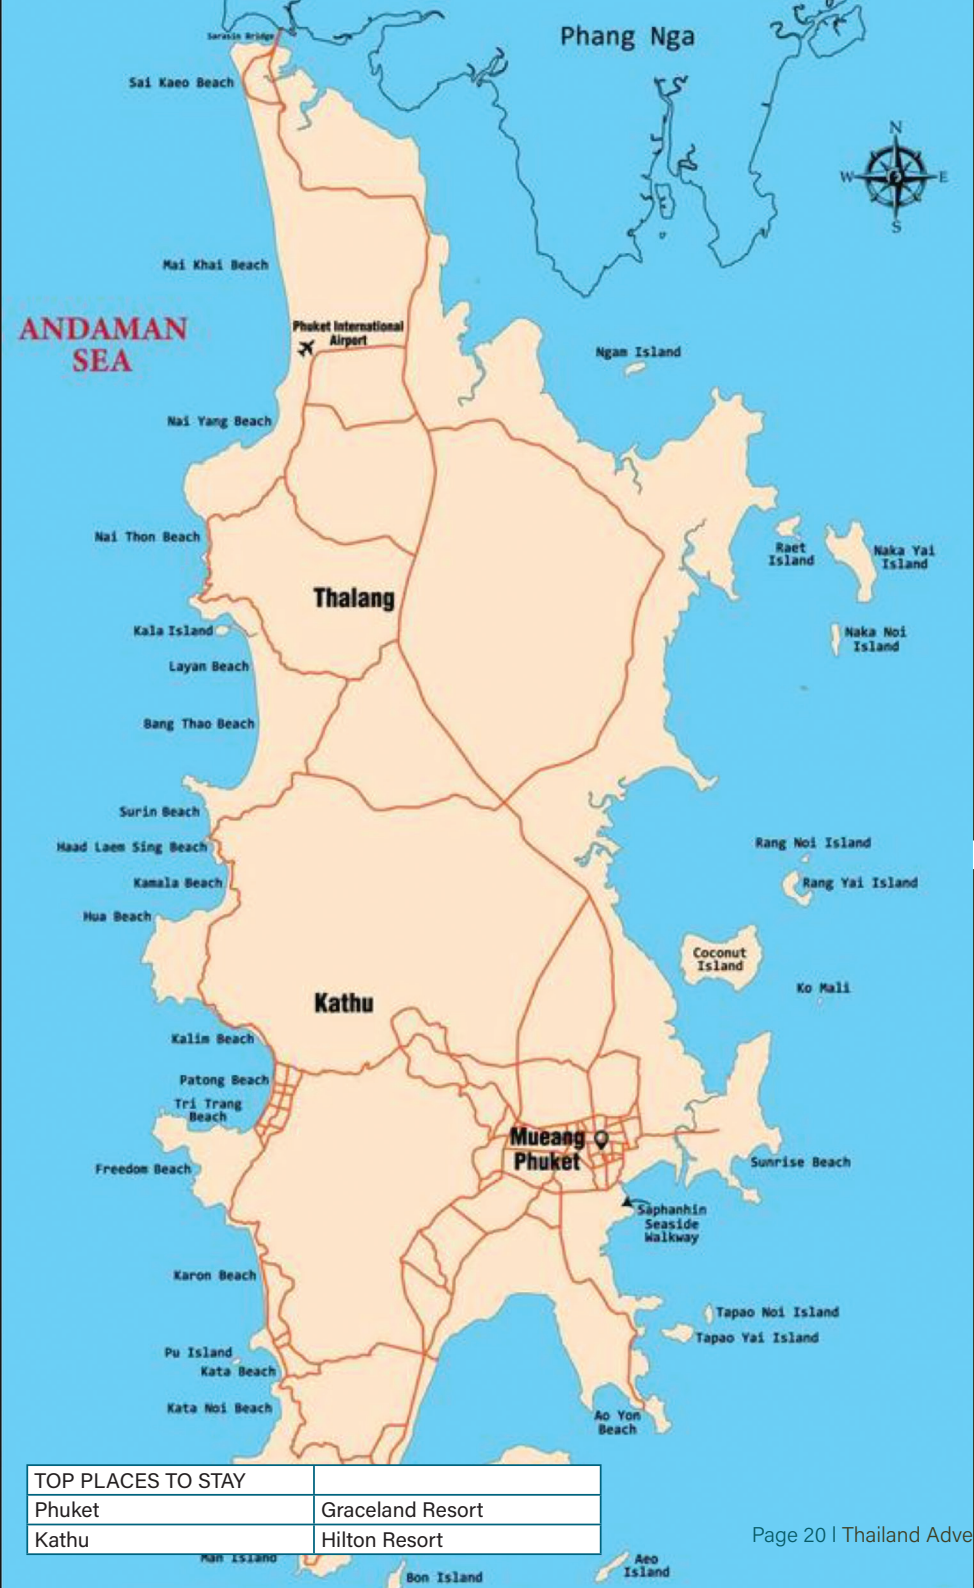 Sarasin Bridge
Phang Nga
Sai Kaeo Beach
N
W
E
S
Mai Khai Beach
ANDAMAN
SEA
Phuket International
Airport
Ngam Island
Nai Yang Beach
Nai Thon Beach
Raet
Island
Naka Yai
Island
Thalang
Kala Island
Naka Noi
Island
Layan Beach
Bang Thao Beach
Surin Beach
Haad Laem Sing Beach
Rang Noi Island
Kamala Beach
Rang Yai Island
Hua Beach
Coconut
Island
Ko Mali
Kathu
Kalim Beach
Patong Beach
Tri Trang
Beach
Mueang
Phuket
Freedom Beach
Sunrise Beach
Saphanhin
Seaside
Walkway
Karon Beach
Tapao Noi Island
Tapao Yai Island
Pu Island
Kata Beach
Kata Noi Beach
Ao Yon
Beach
TOP PLACES TO STAY
Phuket Graceland Resort
Kathu Hilton Resort
Page 20 | Thailand Adve
Man Island
Bon Island
Aeo
Island